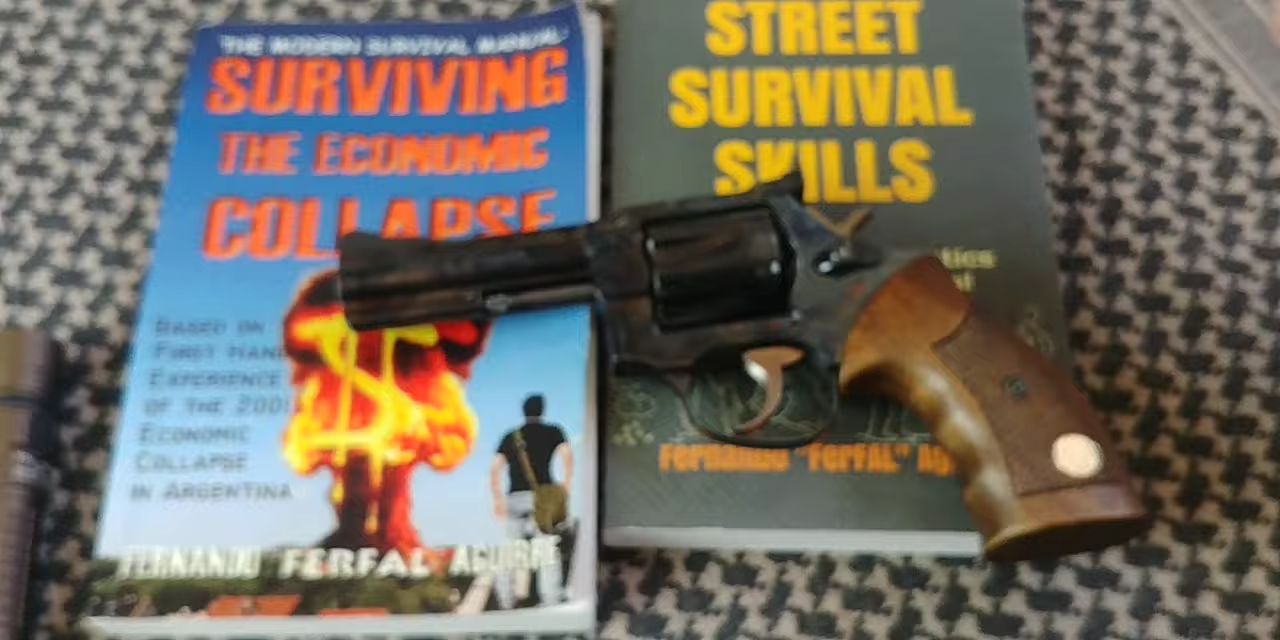 THE MODERN SURVIVAL MANUAL:
SURVIVING
THE ECONOMIC
COLLAPSE
BASED ON
FIRST HAND
EXPERIENCE
OF THE 2001
ECONOMIC
COLLAPSE
IN ARGENTINA
FERNANDO FERFAL AGUIRRE
STREET
SURVIVAL
SKILLS
Fernando "FerFAL" Ag